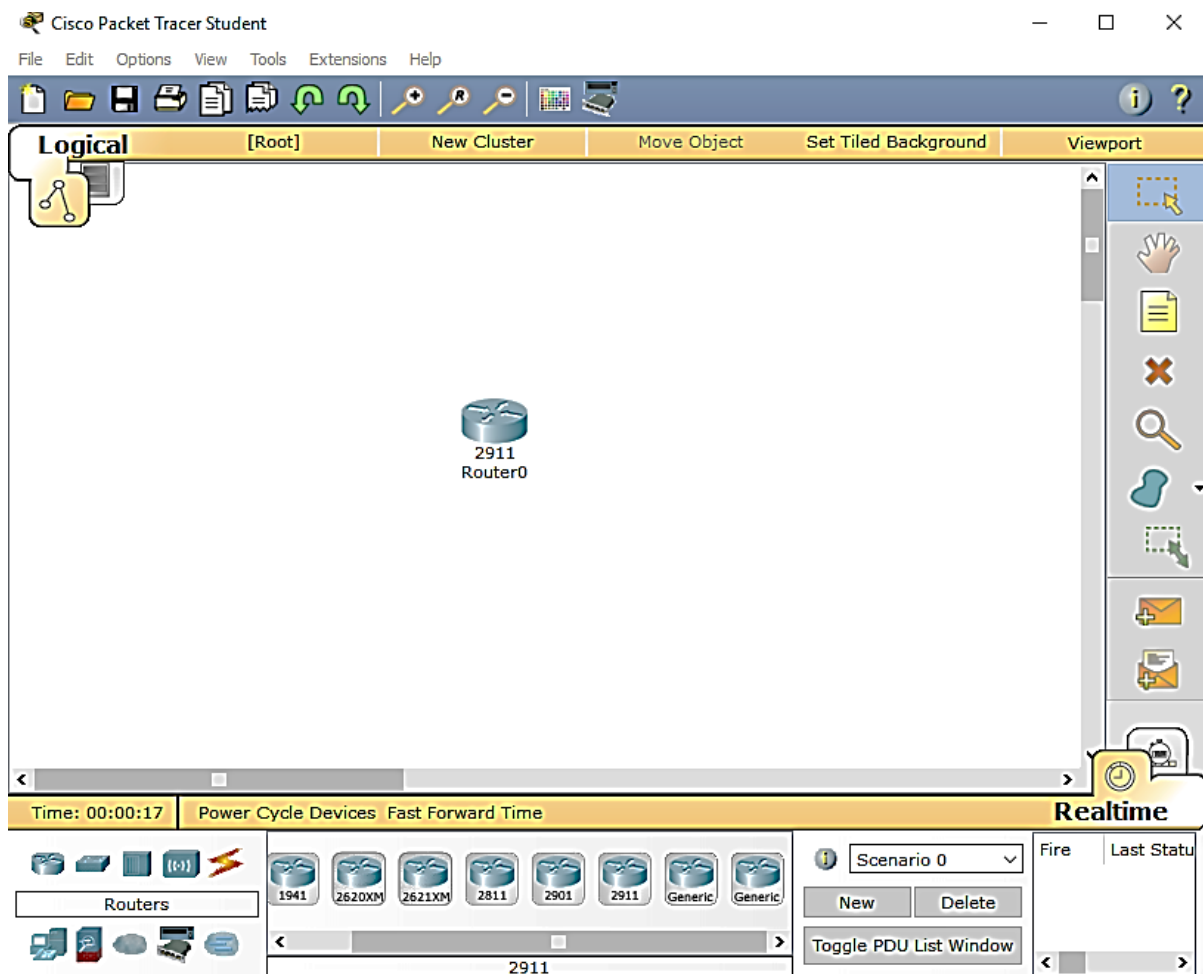 Cisco Packet Tracer Student
File Edit Options View Tools Extensions Help
Logical [Root] New Cluster Move Object Set Tiled Background Viewport
2911
Router0
Time: 00:00:17 Power Cycle Devices Fast Forward Time Realtime
Routers
1941 2620XM 2621XM 2811 2901 2911 Generic Generic
2911
Scenario 0
New Delete
Toggle PDU List Window
Fire Last Statu